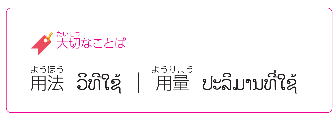 たいせつ
大切なことば
ようほう ようりょう
用法 ວິທີໃຊ້ | 用量 ປະລິມານທີ່ໃຊ້